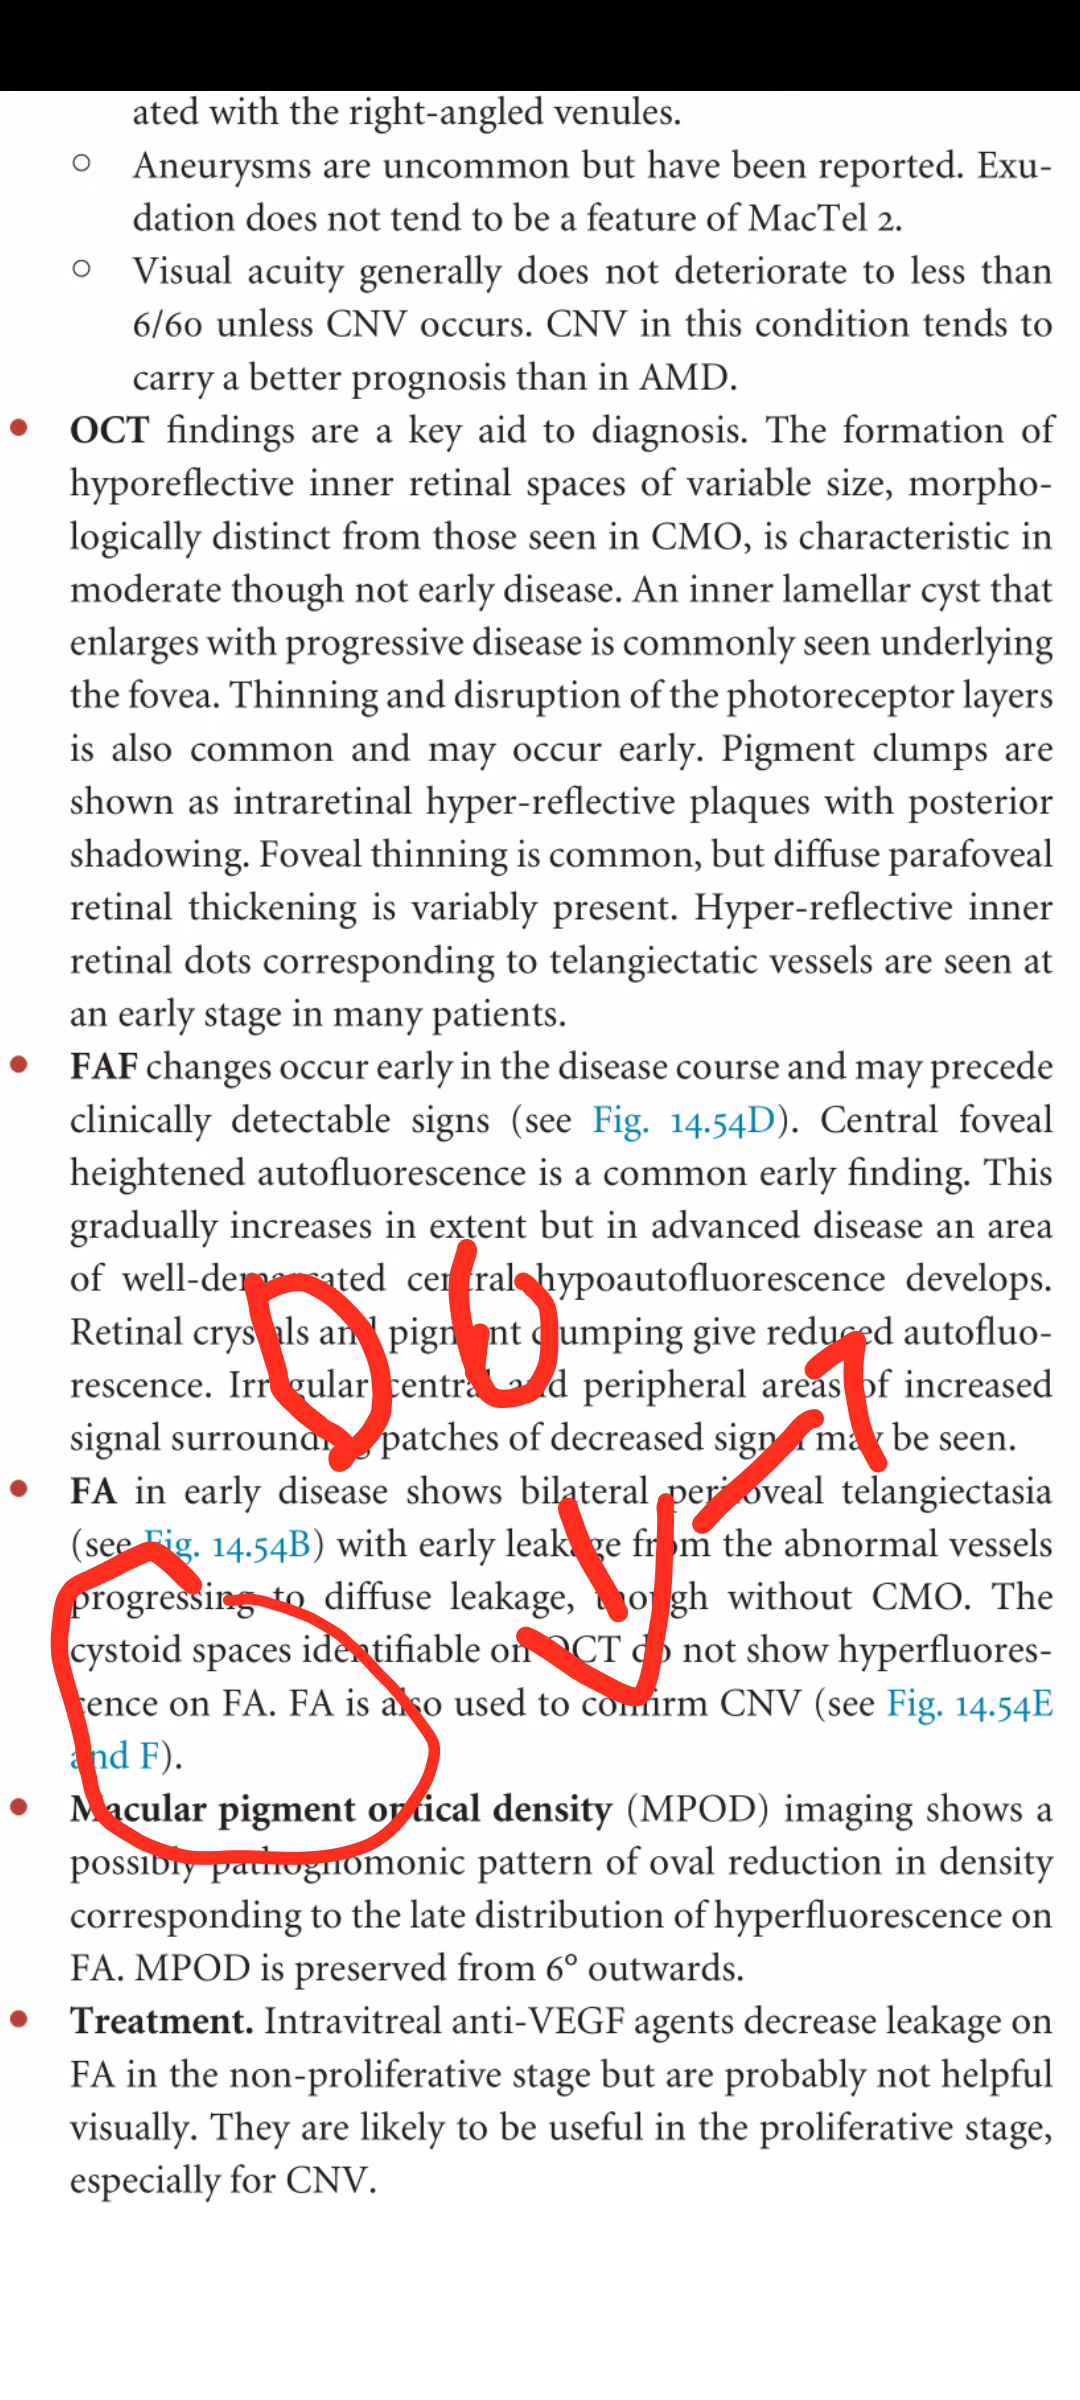 ated with the right-angled venules.
○ Aneurysms are uncommon but have been reported. Exu-
dation does not tend to be a feature of MacTel 2.
○ Visual acuity generally does not deteriorate to less than
6/60 unless CNV occurs. CNV in this condition tends to
carry a better prognosis than in AMD.
• OCT findings are a key aid to diagnosis. The formation of
hyporeflective inner retinal spaces of variable size, morpho-
logically distinct from those seen in CMO, is characteristic in
moderate though not early disease. An inner lamellar cyst that
enlarges with progressive disease is commonly seen underlying
the fovea. Thinning and disruption of the photoreceptor layers
is also common and may occur early. Pigment clumps are
shown as intraretinal hyper-reflective plaques with posterior
shadowing. Foveal thinning is common, but diffuse parafoveal
retinal thickening is variably present. Hyper-reflective inner
retinal dots corresponding to telangiectatic vessels are seen at
an early stage in many patients.
• FAF changes occur early in the disease course and may precede
clinically detectable signs (see Fig. 14.54D). Central foveal
heightened autofluorescence is a common early finding. This
gradually increases in extent but in advanced disease an area
of well-demarcated central hypoautofluorescence develops.
Retinal crystals and pigment clumping give reduced autofluo-
rescence. Irregular central and peripheral areas of increased
signal surrounding patches of decreased signal may be seen.
• FA in early disease shows bilateral perifoveal telangiectasia
(see Fig. 14.54B) with early leakage from the abnormal vessels
progressing to diffuse leakage, though without CMO. The
cystoid spaces identifiable on OCT do not show hyperfluores-
cence on FA. FA is also used to confirm CNV (see Fig. 14.54E
and F).
• Macular pigment optical density (MPOD) imaging shows a
possibly pathognomonic pattern of oval reduction in density
corresponding to the late distribution of hyperfluorescence on
FA. MPOD is preserved from 6° outwards.
• Treatment. Intravitreal anti-VEGF agents decrease leakage on
FA in the non-proliferative stage but are probably not helpful
visually. They are likely to be useful in the proliferative stage,
especially for CNV.